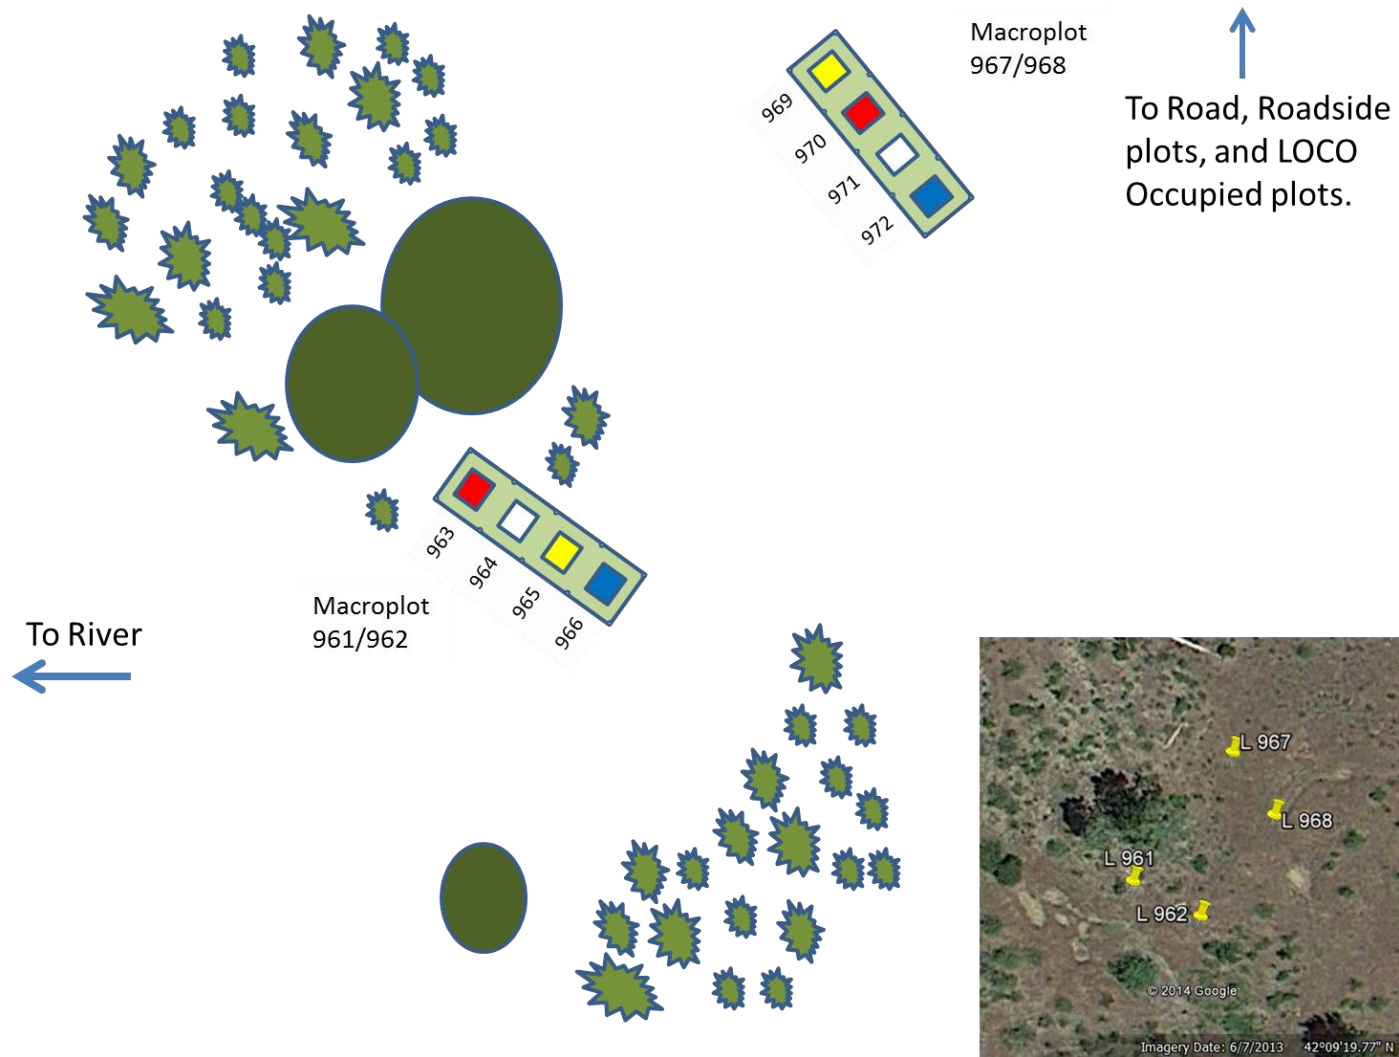 Macroplot
967/968
To Road, Roadside
plots, and LOCO
Occupied plots.
969
970
971
972
963
964
965
966
Macroplot
961/962
To River
L 967
L 968
L 961
L 962
© 2014 Google
Imagery Date: 6/7/2013 42°09'19.77" N